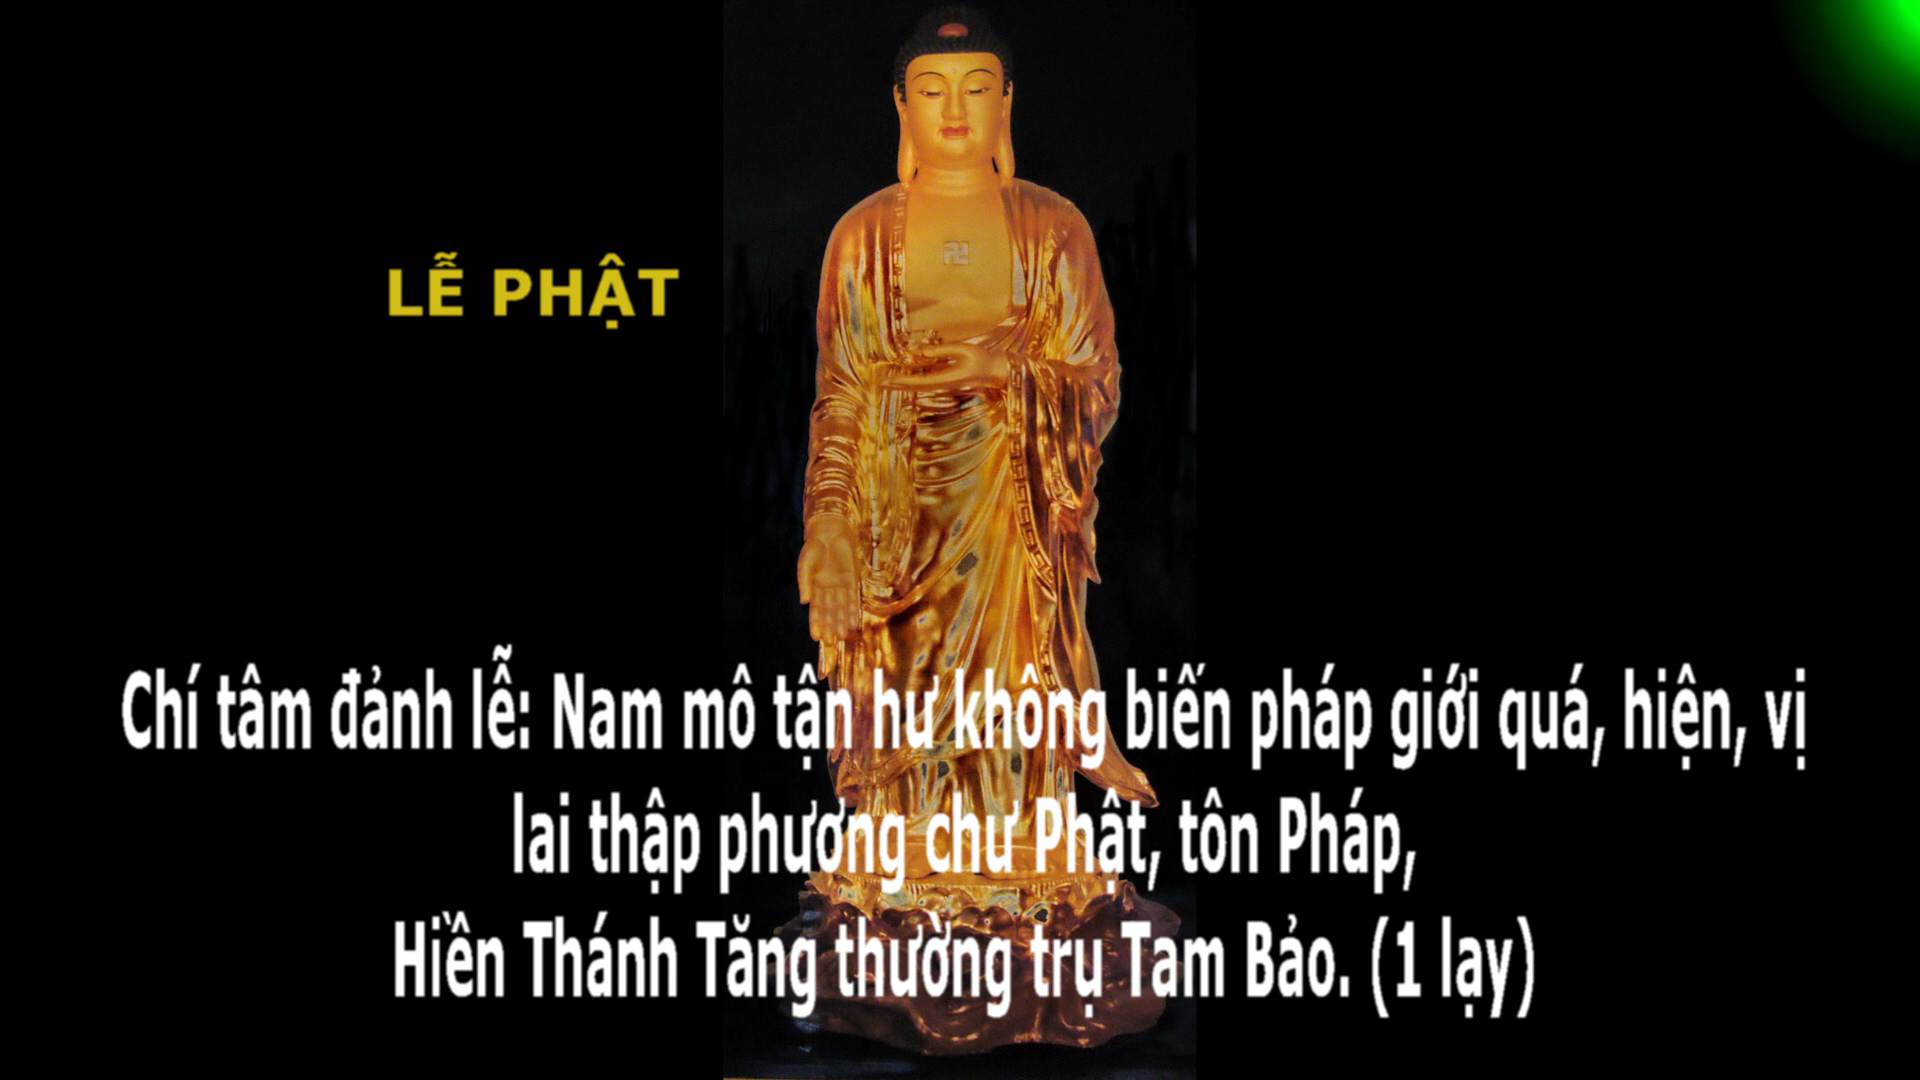 LỄ PHẬT
Chí tâm đảnh lễ: Nam mô tận hư không biến pháp giới quá, hiện, vị
lai thập phương chư Phật, tôn Pháp,
Hiền Thánh Tăng thường trụ Tam Bảo. (1 lạy)